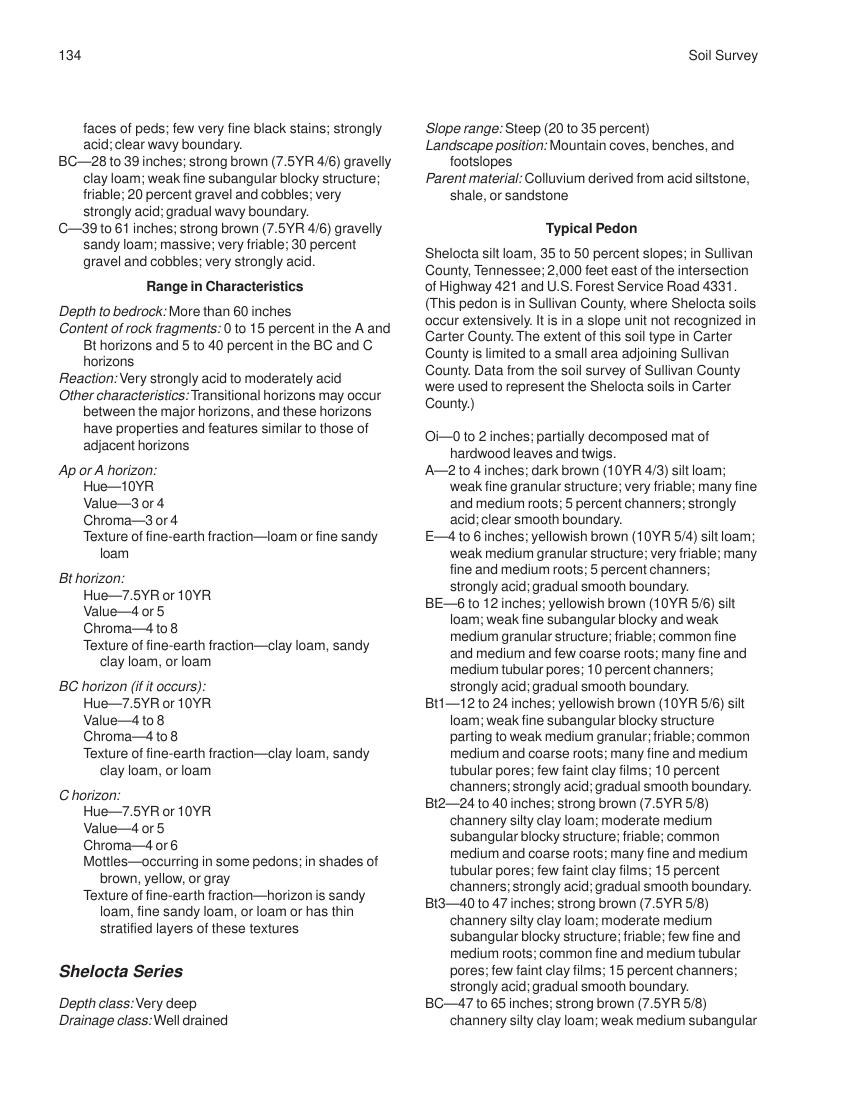 134
Soil Survey
faces of peds; few very fine black stains; strongly
acid; clear wavy boundary.
BC—28 to 39 inches; strong brown (7.5YR 4/6) gravelly
clay loam; weak fine subangular blocky structure;
friable; 20 percent gravel and cobbles; very
strongly acid; gradual wavy boundary.
C—39 to 61 inches; strong brown (7.5YR 4/6) gravelly
sandy loam; massive; very friable; 30 percent
gravel and cobbles; very strongly acid.
Range in Characteristics
Depth to bedrock: More than 60 inches
Content of rock fragments: 0 to 15 percent in the A and
Bt horizons and 5 to 40 percent in the BC and C
horizons
Reaction: Very strongly acid to moderately acid
Other characteristics: Transitional horizons may occur
between the major horizons, and these horizons
have properties and features similar to those of
adjacent horizons
Ap or A horizon:
Hue—10YR
Value—3 or 4
Chroma—3 or 4
Texture of fine-earth fraction—loam or fine sandy
loam
Bt horizon:
Hue—7.5YR or 10YR
Value—4 or 5
Chroma—4 to 8
Texture of fine-earth fraction—clay loam, sandy
clay loam, or loam
BC horizon (if it occurs):
Hue—7.5YR or 10YR
Value—4 to 8
Chroma—4 to 8
Texture of fine-earth fraction—clay loam, sandy
clay loam, or loam
C horizon:
Hue—7.5YR or 10YR
Value—4 or 5
Chroma—4 or 6
Mottles—occurring in some pedons; in shades of
brown, yellow, or gray
Texture of fine-earth fraction—horizon is sandy
loam, fine sandy loam, or loam or has thin
stratified layers of these textures
Shelocta Series
Depth class: Very deep
Drainage class: Well drained
Slope range: Steep (20 to 35 percent)
Landscape position: Mountain coves, benches, and
footslopes
Parent material: Colluvium derived from acid siltstone,
shale, or sandstone
Typical Pedon
Shelocta silt loam, 35 to 50 percent slopes; in Sullivan
County, Tennessee; 2,000 feet east of the intersection
of Highway 421 and U.S. Forest Service Road 4331.
(This pedon is in Sullivan County, where Shelocta soils
occur extensively. It is in a slope unit not recognized in
Carter County. The extent of this soil type in Carter
County is limited to a small area adjoining Sullivan
County. Data from the soil survey of Sullivan County
were used to represent the Shelocta soils in Carter
County.)
Oi—0 to 2 inches; partially decomposed mat of
hardwood leaves and twigs.
A—2 to 4 inches; dark brown (10YR 4/3) silt loam;
weak fine granular structure; very friable; many fine
and medium roots; 5 percent channers; strongly
acid; clear smooth boundary.
E—4 to 6 inches; yellowish brown (10YR 5/4) silt loam;
weak medium granular structure; very friable; many
fine and medium roots; 5 percent channers;
strongly acid; gradual smooth boundary.
BE—6 to 12 inches; yellowish brown (10YR 5/6) silt
loam; weak fine subangular blocky and weak
medium granular structure; friable; common fine
and medium and few coarse roots; many fine and
medium tubular pores; 10 percent channers;
strongly acid; gradual smooth boundary.
Bt1—12 to 24 inches; yellowish brown (10YR 5/6) silt
loam; weak fine subangular blocky structure
parting to weak medium granular; friable; common
medium and coarse roots; many fine and medium
tubular pores; few faint clay films; 10 percent
channers; strongly acid; gradual smooth boundary.
Bt2—24 to 40 inches; strong brown (7.5YR 5/8)
channery silty clay loam; moderate medium
subangular blocky structure; friable; common
medium and coarse roots; many fine and medium
tubular pores; few faint clay films; 15 percent
channers; strongly acid; gradual smooth boundary.
Bt3—40 to 47 inches; strong brown (7.5YR 5/8)
channery silty clay loam; moderate medium
subangular blocky structure; friable; few fine and
medium roots; common fine and medium tubular
pores; few faint clay films; 15 percent channers;
strongly acid; gradual smooth boundary.
BC—47 to 65 inches; strong brown (7.5YR 5/8)
channery silty clay loam; weak medium subangular